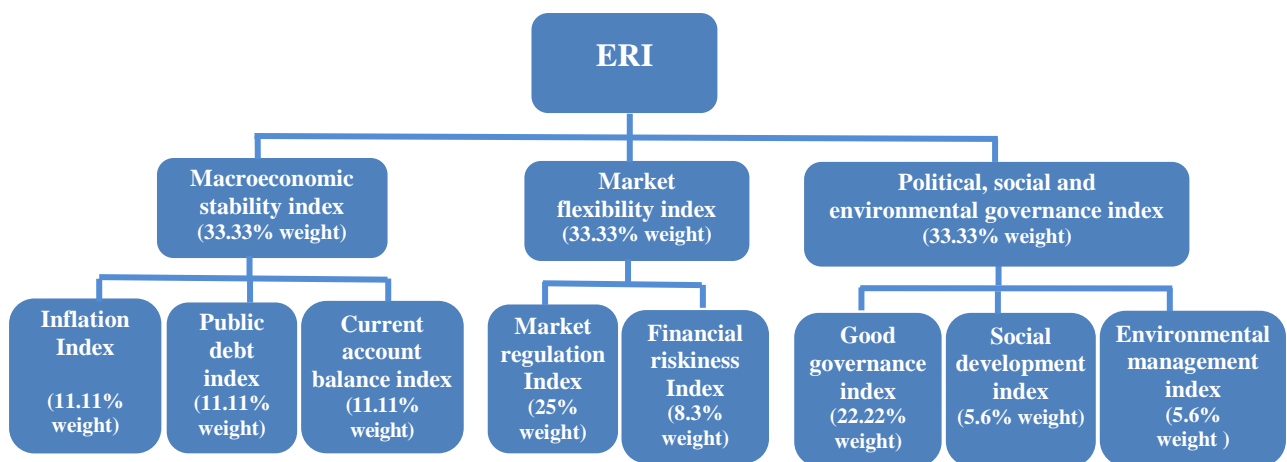 ERI
Macroeconomic
stability index
(33.33% weight)
Market
flexibility index
(33.33% weight)
Political, social and
environmental governance index
(33.33% weight)
Inflation
Index
(11.11%
weight)
Public
debt
index
(11.11%
weight)
Current
account
balance index
(11.11%
weight)
Market
regulation
Index
(25%
weight)
Financial
riskiness
Index
(8.3%
weight)
Good
governance
index
(22.22%
weight)
Social
development
index
(5.6% weight)
Environmental
management
index
(5.6%
weight )